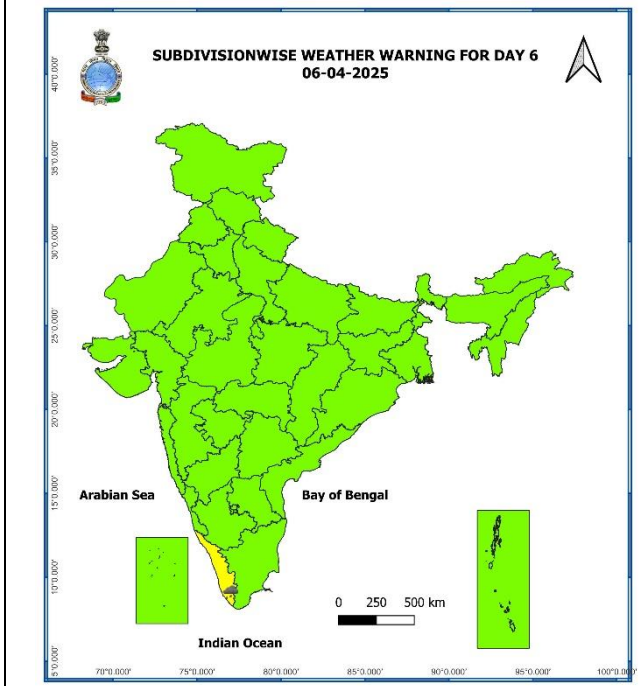 SUBDIVISIONWISE WEATHER WARNING FOR DAY 6
06-04-2025
40°0.000'
35°0.000'
30°0.000'
25°0.000'
20°0.000'
15°0.000'
10°0.000'
5°0.000'
Arabian Sea
Bay of Bengal
0 250 500 km
Indian Ocean
70°0.000' 75°0.000' 80°0.000' 85°0.000' 90°0.000' 95°0.000' 100°0.000'